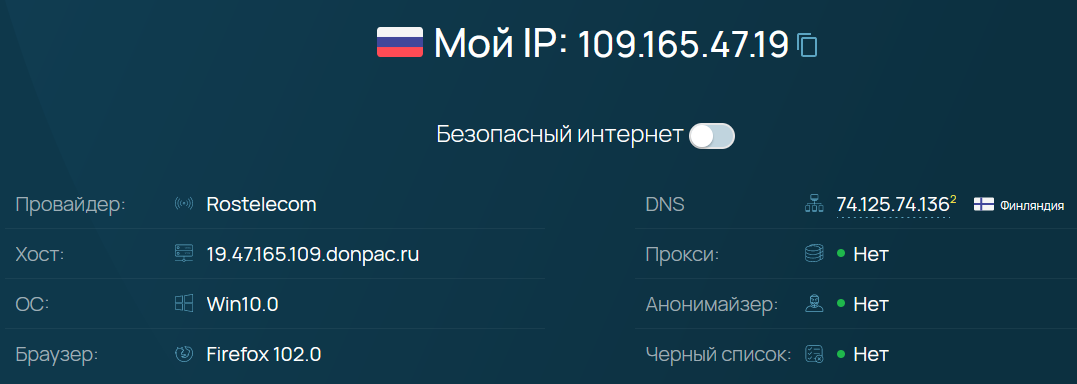 Мой IP: 109.165.47.19
Безопасный интернет
Провайдер: Rostelecom
DNS 74.125.74.136 2 Финляндия
Хост: 19.47.165.109.donpac.ru
Прокси: Нет
ОС: Win10.0
Анонимайзер: Нет
Браузер: Firefox 102.0
Черный список: Нет